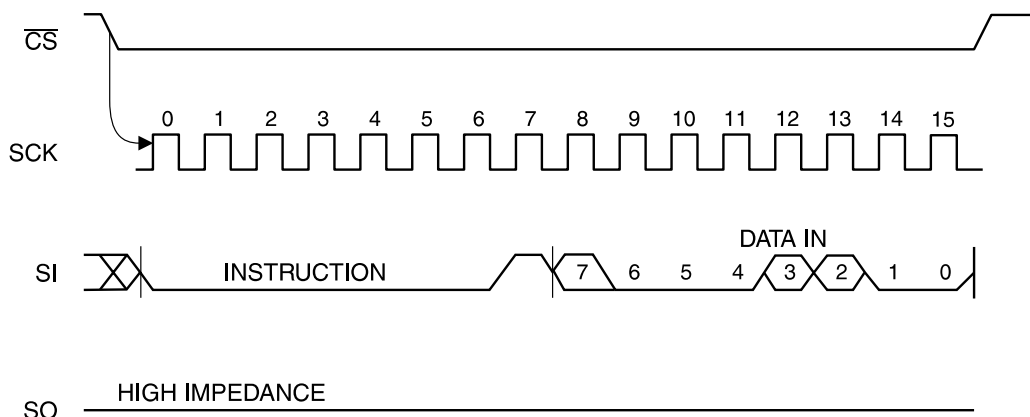 CS
0 1 2 3 4 5 6 7 8 9 10 11 12 13 14 15
SCK
DATA IN
SI INSTRUCTION 7 6 5 4 3 2 1 0
HIGH IMPEDANCE
SO